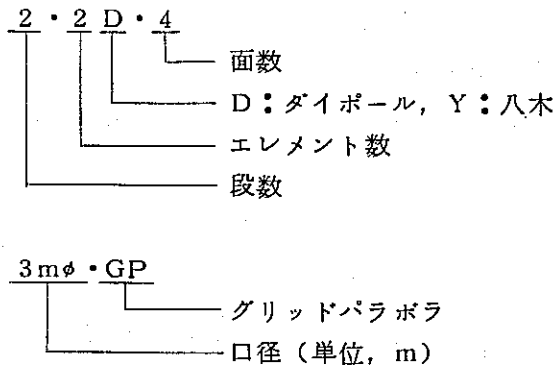 2・2D・4
面数
D：ダイポール，Y：八木
エレメント数
段数
3mφ・GP
グリッドパラボラ
口径（単位，m）